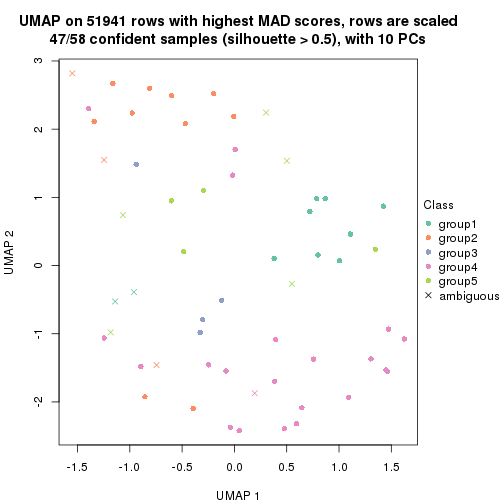 UMAP on 51941 rows with highest MAD scores, rows are scaled
47/58 confident samples (silhouette > 0.5), with 10 PCs
3
2
1
0
-1
-2
UMAP 2
-1.5 -1.0 -0.5 0.0 0.5 1.0 1.5
UMAP 1
Class
group1
group2
group3
group4
group5
ambiguous